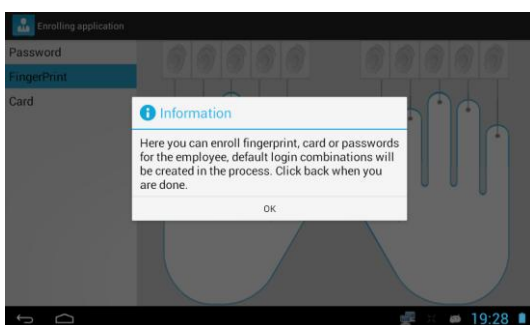 Enrolling application
Password
FingerPrint
Card
Information
Here you can enroll fingerprint, card or passwords
for the employee, default login combinations will
be created in the process. Click back when you
are done.
OK
19:28